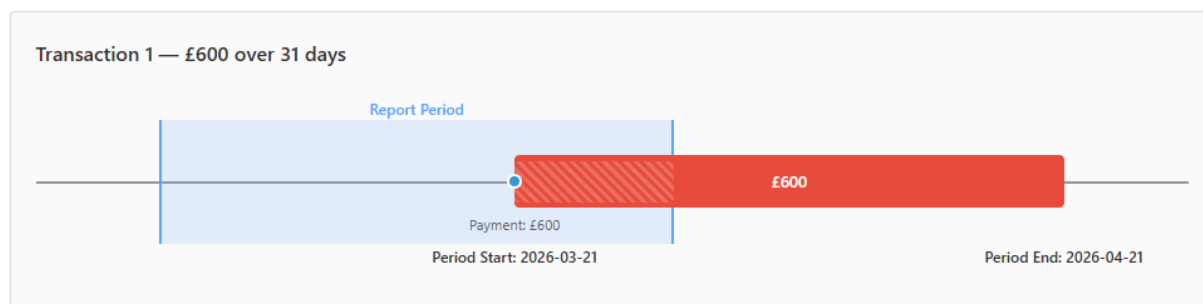 Transaction 1 — £600 over 31 days
Report Period
£600
Payment: £600
Period Start: 2026-03-21
Period End: 2026-04-21